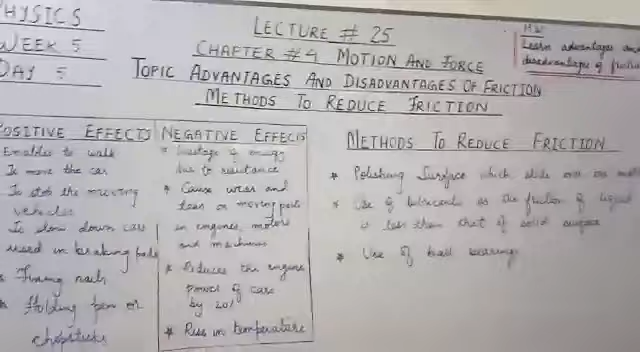 PHYSICS
WEEK 5
DAY 5
LECTURE # 25
CHAPTER #4 MOTION AND FORCE
TOPIC ADVANTAGES AND DISADVANTAGES OF FRICTION
METHODS TO REDUCE FRICTION
H.W
Learn advantages and
disadvantages of friction
POSITIVE EFFECTS
Enables to walk
To move the car
To stop the moving
vehicles
To slow down cars
used in braking pads
Fixing nails
* Holding pen or
chopsticks
NEGATIVE EFFECTS
* Wastage of energy
due to resistance
* Cause wear and
tear on moving parts
in engines, motors
and machines
* Reduces the engine
power of cars
by 20%
* Rise in temperature
METHODS TO REDUCE FRICTION
* Polishing Surface which slide over one
* Use of lubricants as the friction of liquid
is less than that of solid surface
* Use of ball bearings